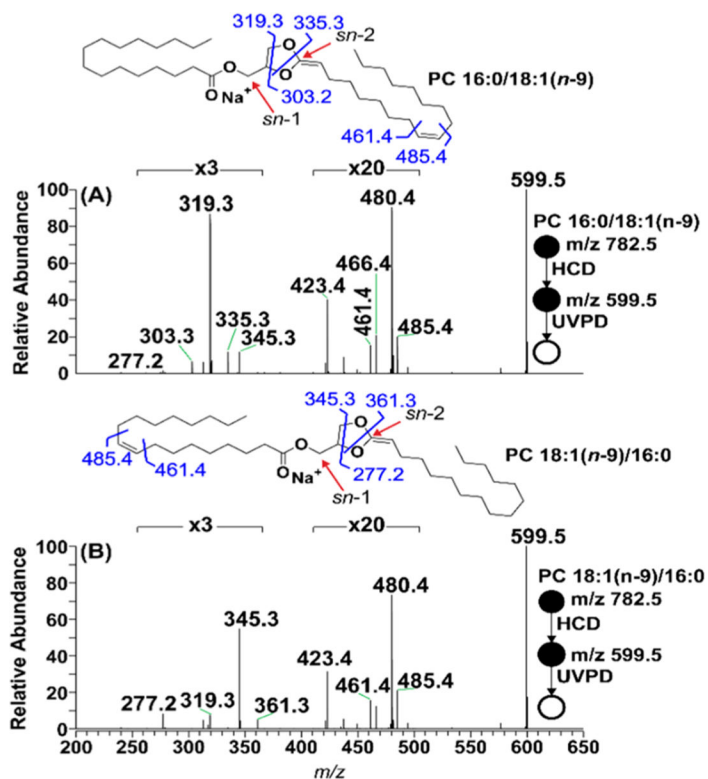 319.3
335.3
sn-2
PC 16:0/18:1(n-9)
O
O
O
O
Na+
303.2
sn-1
461.4
485.4
x3
x20
(A)
100
80
60
40
20
0
Relative Abundance
319.3
480.4
599.5
466.4
423.4
461.4
485.4
335.3
303.3
345.3
277.2
PC 16:0/18:1(n-9)
m/z 782.5
HCD
m/z 599.5
UVPD
345.3
361.3
sn-2
485.4
461.4
O
O
O
O
Na+
277.2
sn-1
PC 18:1(n-9)/16:0
x3
x20
(B)
100
80
60
40
20
0
Relative Abundance
599.5
480.4
345.3
423.4
461.4
485.4
277.2
319.3
361.3
PC 18:1(n-9)/16:0
m/z 782.5
HCD
m/z 599.5
UVPD
200 250 300 350 400 450 500 550 600 650
m/z